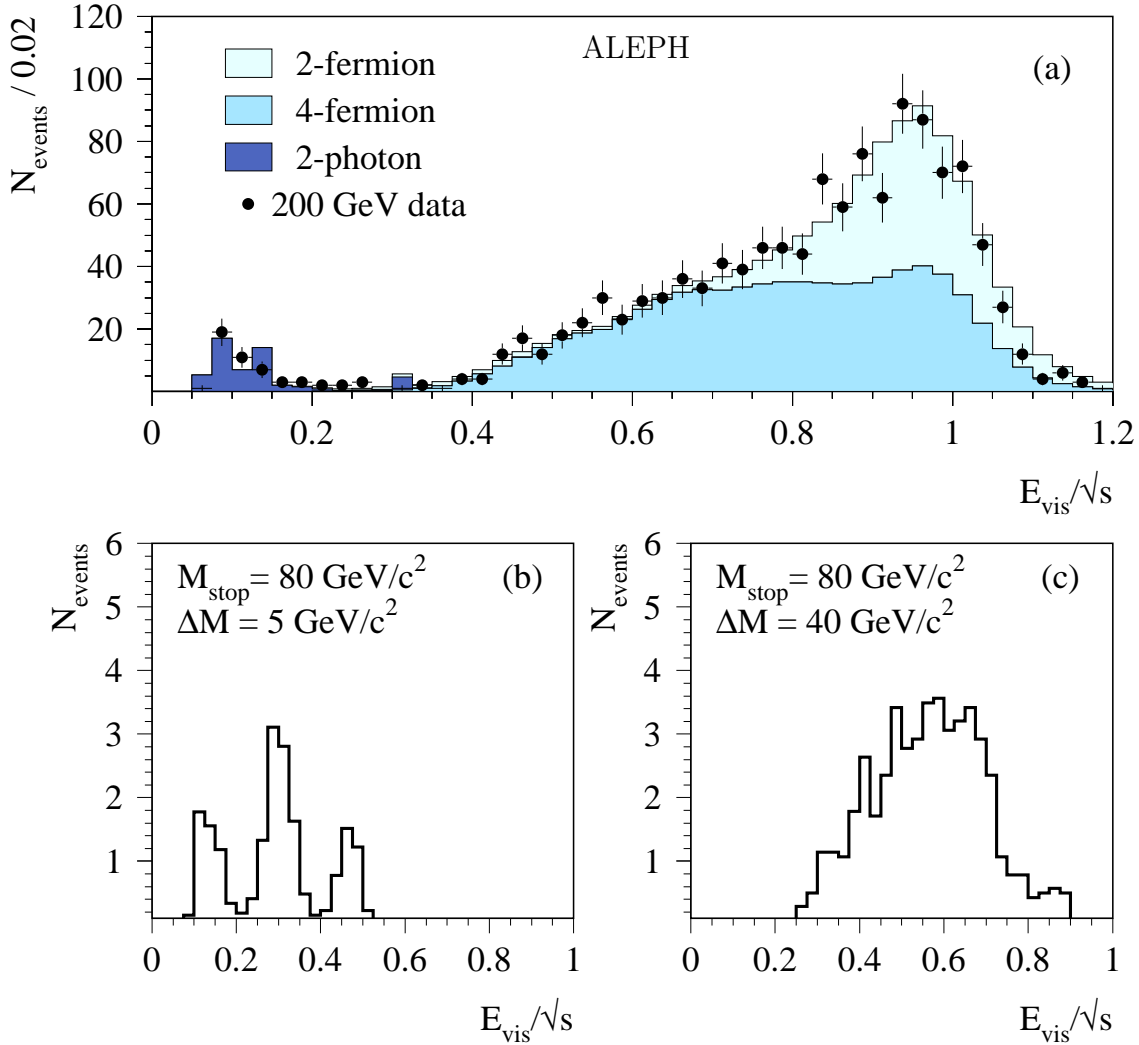 N_events / 0.02
120
100
80
60
40
20
ALEPH
(a)
2-fermion
4-fermion
2-photon
200 GeV data
0 0.2 0.4 0.6 0.8 1 1.2
E_vis/√s
N_events
6
5
4
3
2
1
M_stop= 80 GeV/c²
(b)
ΔM = 5 GeV/c²
0 0.2 0.4 0.6 0.8 1
E_vis/√s
N_events
6
5
4
3
2
1
M_stop= 80 GeV/c²
(c)
ΔM = 40 GeV/c²
0 0.2 0.4 0.6 0.8 1
E_vis/√s